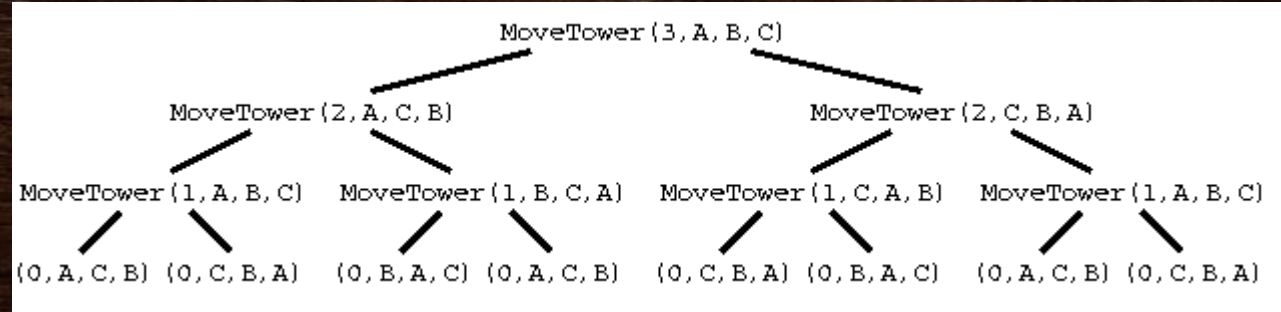 MoveTower(3,A,B,C)
MoveTower(2,A,C,B) MoveTower(2,C,B,A)
MoveTower(1,A,B,C) MoveTower(1,B,C,A) MoveTower(1,C,A,B) MoveTower(1,A,B,C)
(0,A,C,B) (0,C,B,A) (0,B,A,C) (0,A,C,B) (0,C,B,A) (0,B,A,C) (0,A,C,B) (0,C,B,A)